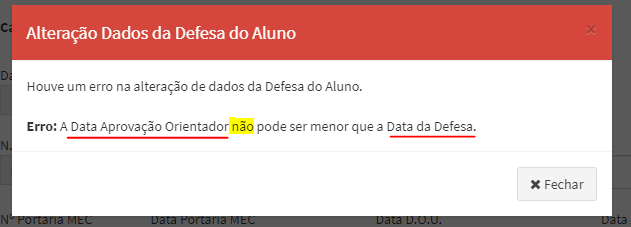 Alteração Dados da Defesa do Aluno ×
Houve um erro na alteração de dados da Defesa do Aluno.
Erro: A Data Aprovação Orientador não pode ser menor que a Data da Defesa.
N.
✖ Fechar
Nº Portaria MEC Data Portaria MEC Data D.O.U. Data